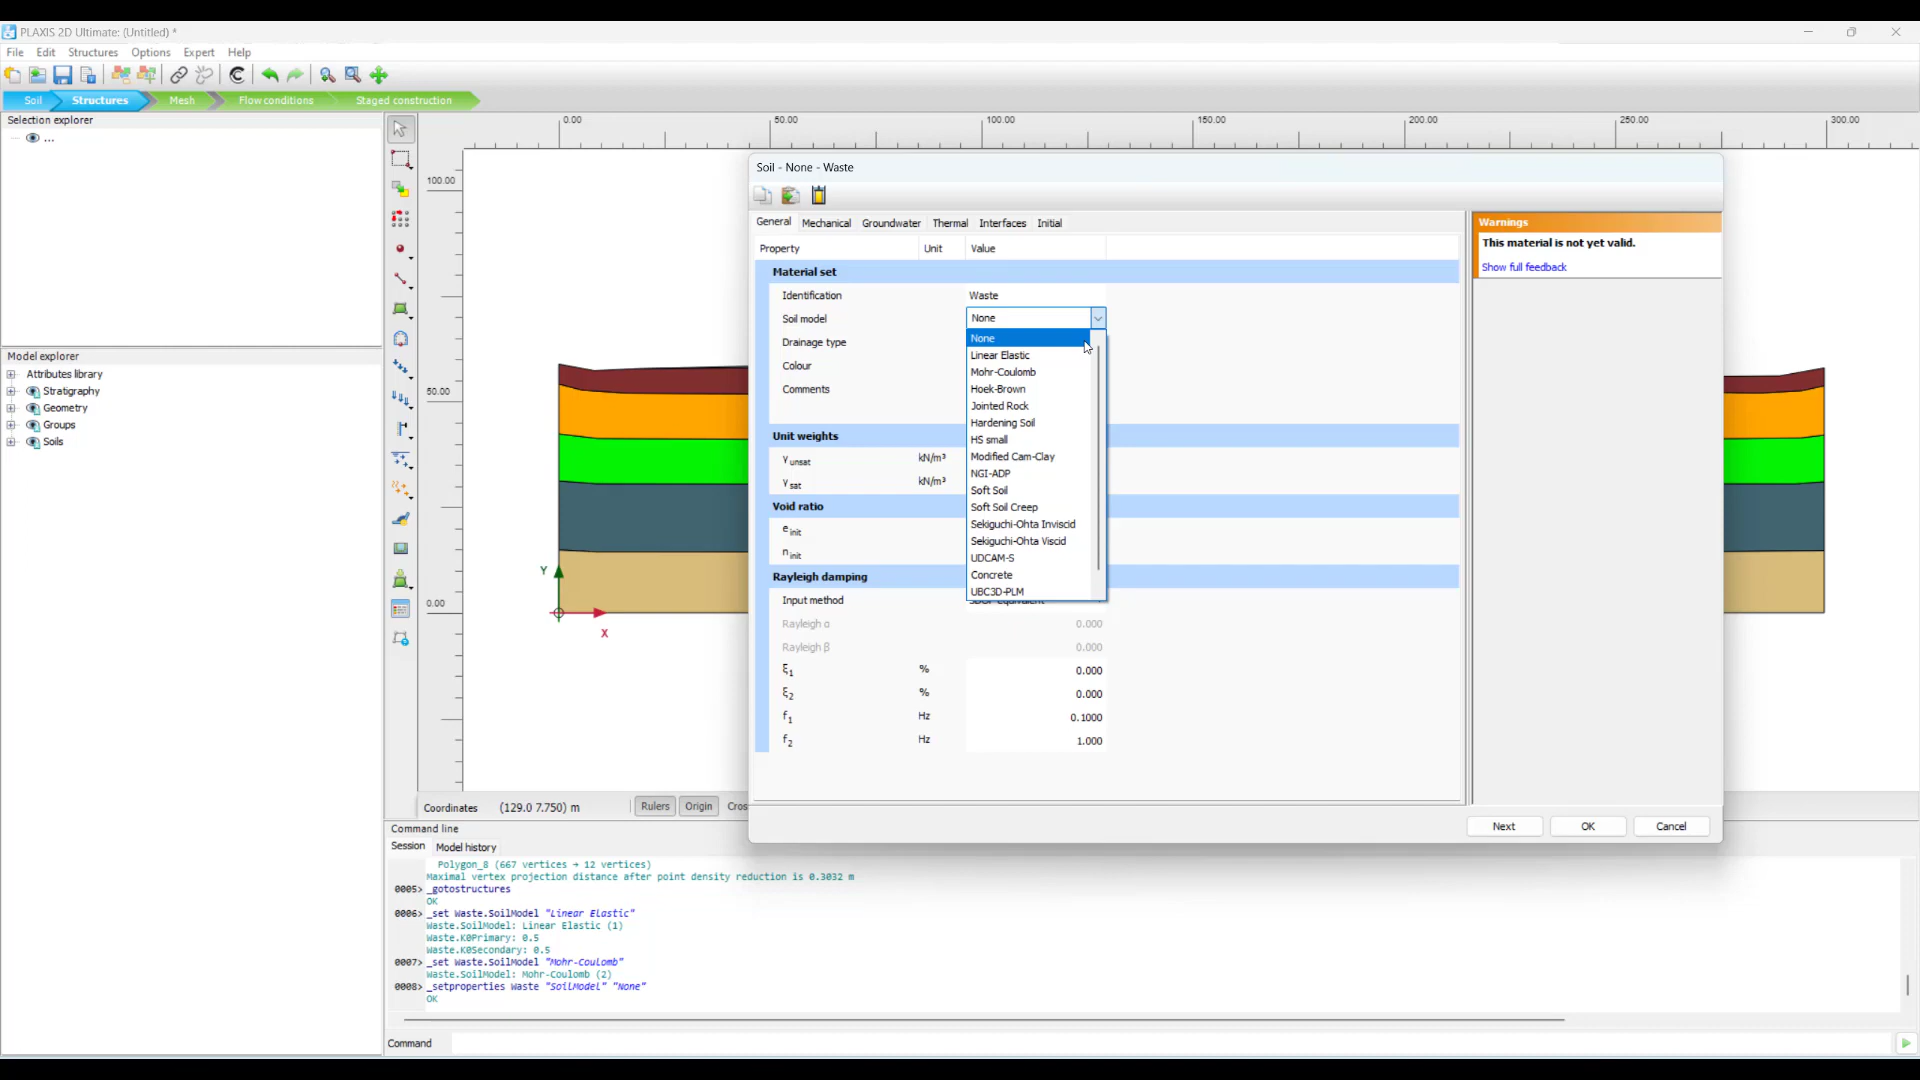 PLAXIS 2D Ultimate: (Untitled) *
File Edit Structures Options Expert Help
Soil Structures Mesh Flow conditions Staged construction
Selection explorer
...
Model explorer
Attributes library
Stratigraphy
Geometry
Groups
Soils
0.00 50.00 100.00 150.00 200.00 250.00 300.00
100.00
50.00
0.00
Y
X
Soil - None - Waste
General Mechanical Groundwater Thermal Interfaces Initial
Property Unit Value
Material set
Identification Waste
Soil model None
Drainage type
Colour
Comments
None
Linear Elastic
Mohr-Coulomb
Hoek-Brown
Jointed Rock
Hardening Soil
HS small
Modified Cam-Clay
NGI-ADP
Soft Soil
Soft Soil Creep
Sekiguchi-Ohta Inviscid
Sekiguchi-Ohta Viscid
UDCAM-S
Concrete
UBC3D-PLM
Unit weights
γ unsat kN/m³
γ sat kN/m³
Void ratio
e init
n init
Rayleigh damping
Input method SDOF equivalent
Rayleigh α 0.000
Rayleigh β 0.000
ξ1 % 0.000
ξ2 % 0.000
f1 Hz 0.1000
f2 Hz 1.000
Warnings
This material is not yet valid.
Show full feedback
Next OK Cancel
Coordinates (129.0 7.750) m Rulers Origin Cros
Command line
Session Model history
Polygon_8 (667 vertices → 12 vertices)
Maximal vertex projection distance after point density reduction is 0.3032 m
0005> _gotostructures
OK
0006> _set Waste.SoilModel "Linear Elastic"
Waste.SoilModel: Linear Elastic (1)
Waste.K0Primary: 0.5
Waste.K0Secondary: 0.5
0007> _set Waste.SoilModel "Mohr-Coulomb"
Waste.SoilModel: Mohr-Coulomb (2)
0008> _setproperties Waste "SoilModel" "None"
OK
Command